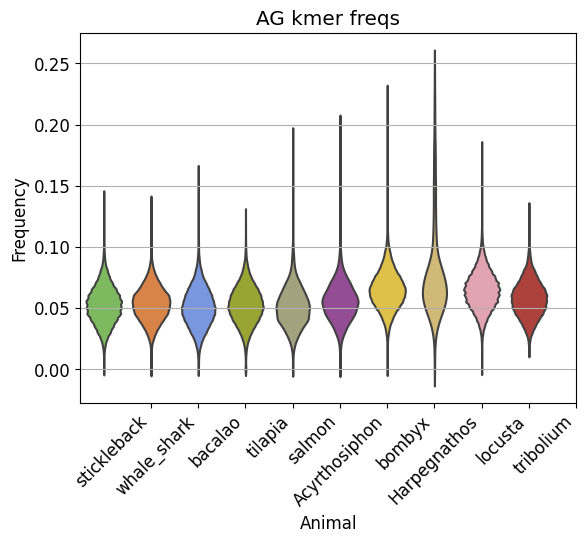 AG kmer freqs
0.25
0.20
0.15
0.10
0.05
0.00
Frequency
stickleback
whale_shark
bacalao
tilapia
salmon
Acyrthosiphon
bombyx
Harpegnathos
locusta
tribolium
Animal